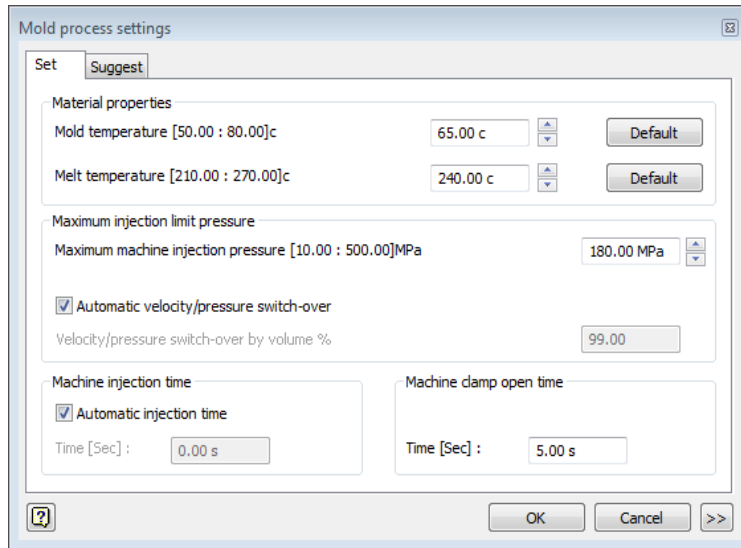 Mold process settings
Set Suggest
Material properties
Mold temperature [50.00 : 80.00]c 65.00 c Default
Melt temperature [210.00 : 270.00]c 240.00 c Default
Maximum injection limit pressure
Maximum machine injection pressure [10.00 : 500.00]MPa 180.00 MPa
Automatic velocity/pressure switch-over
Velocity/pressure switch-over by volume % 99.00
Machine injection time Machine clamp open time
Automatic injection time
Time [Sec] : 0.00 s Time [Sec] : 5.00 s
? OK Cancel >>